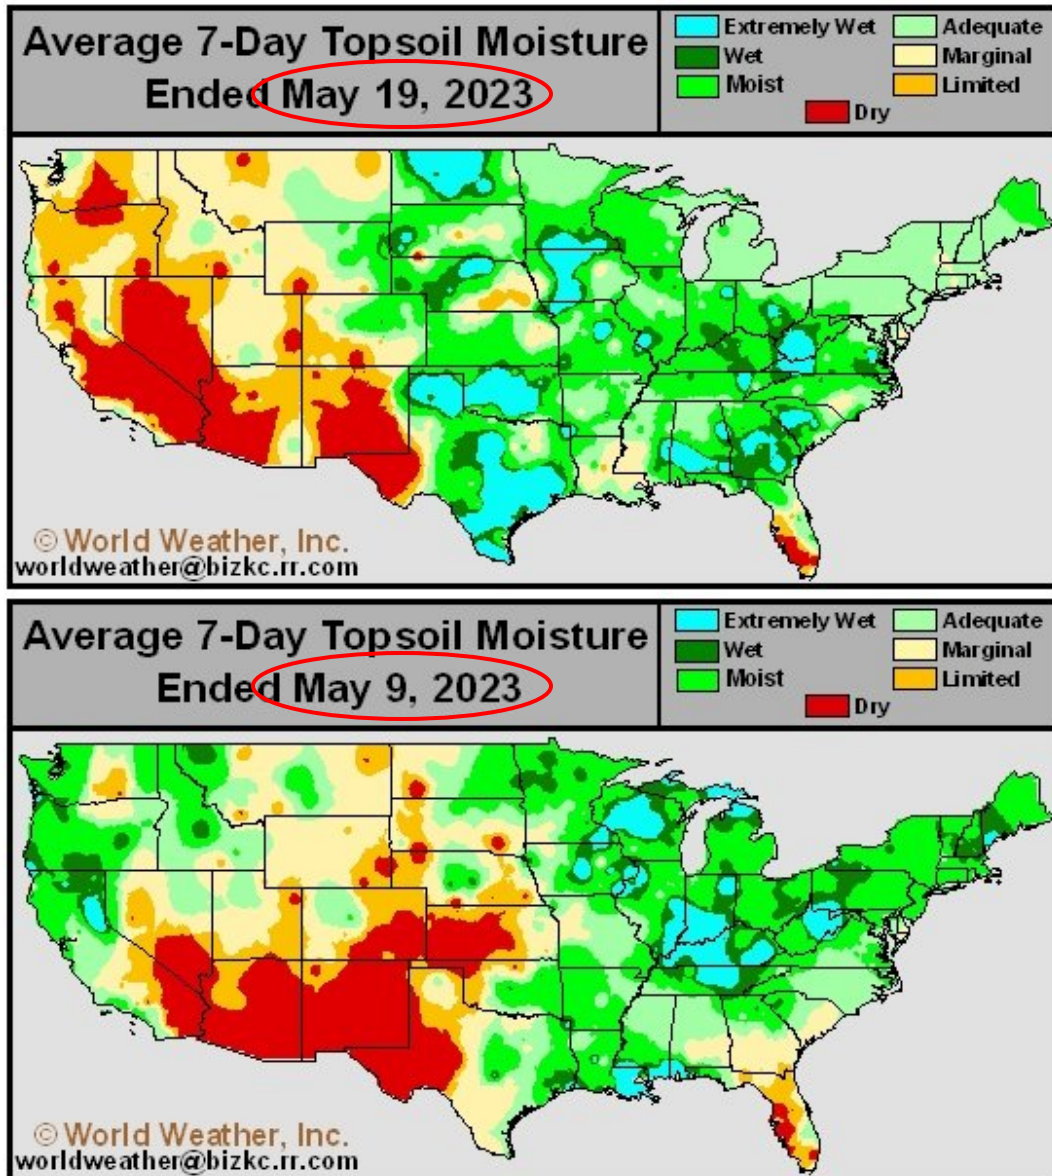 Average 7-Day Topsoil Moisture
Ended May 19, 2023
Extremely Wet
Adequate
Wet
Marginal
Moist
Limited
Dry
© World Weather, Inc.
worldweather@bizkc.rr.com
Average 7-Day Topsoil Moisture
Ended May 9, 2023
Extremely Wet
Adequate
Wet
Marginal
Moist
Limited
Dry
© World Weather, Inc.
worldweather@bizkc.rr.com